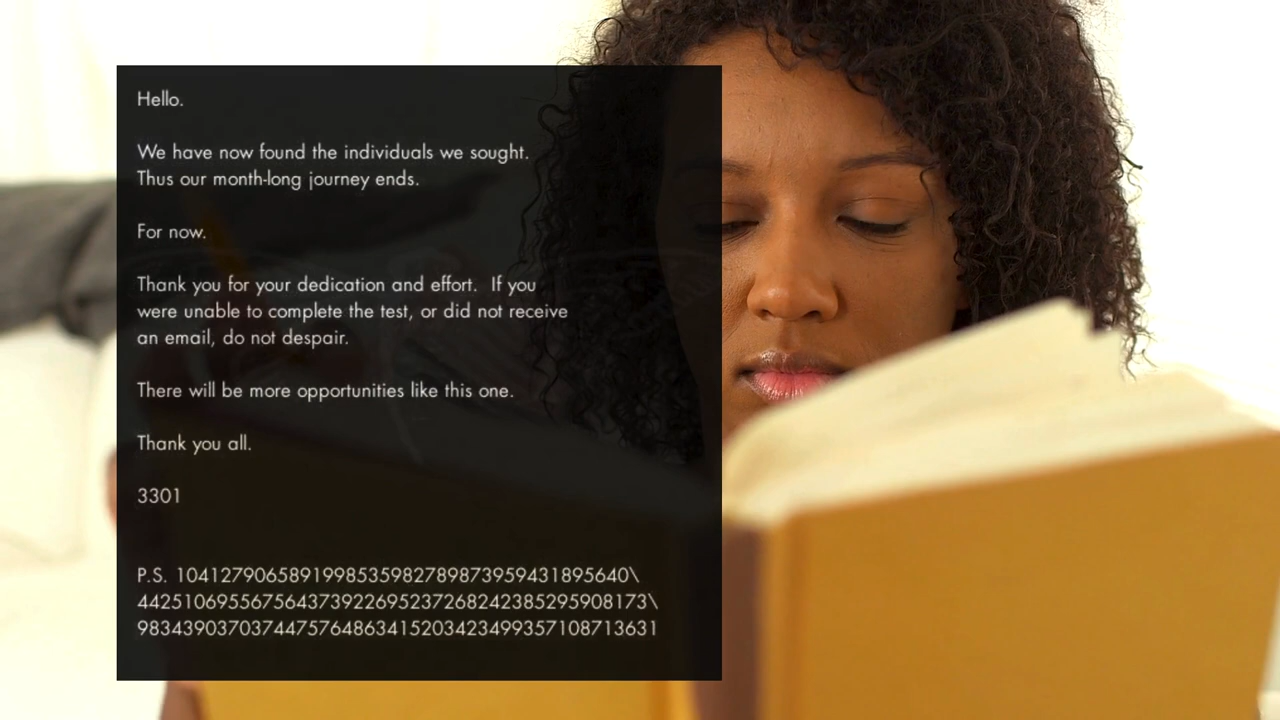 Hello.
We have now found the individuals we sought.
Thus our month-long journey ends.
For now.
Thank you for your dedication and effort.  If you
were unable to complete the test, or did not receive
an email, do not despair.
There will be more opportunities like this one.
Thank you all.
3301
P.S. 1041279065891998535982789873959431895640\
442510695567564373922695237268242385295908173\
9834390370374475764863415203423499357108713631